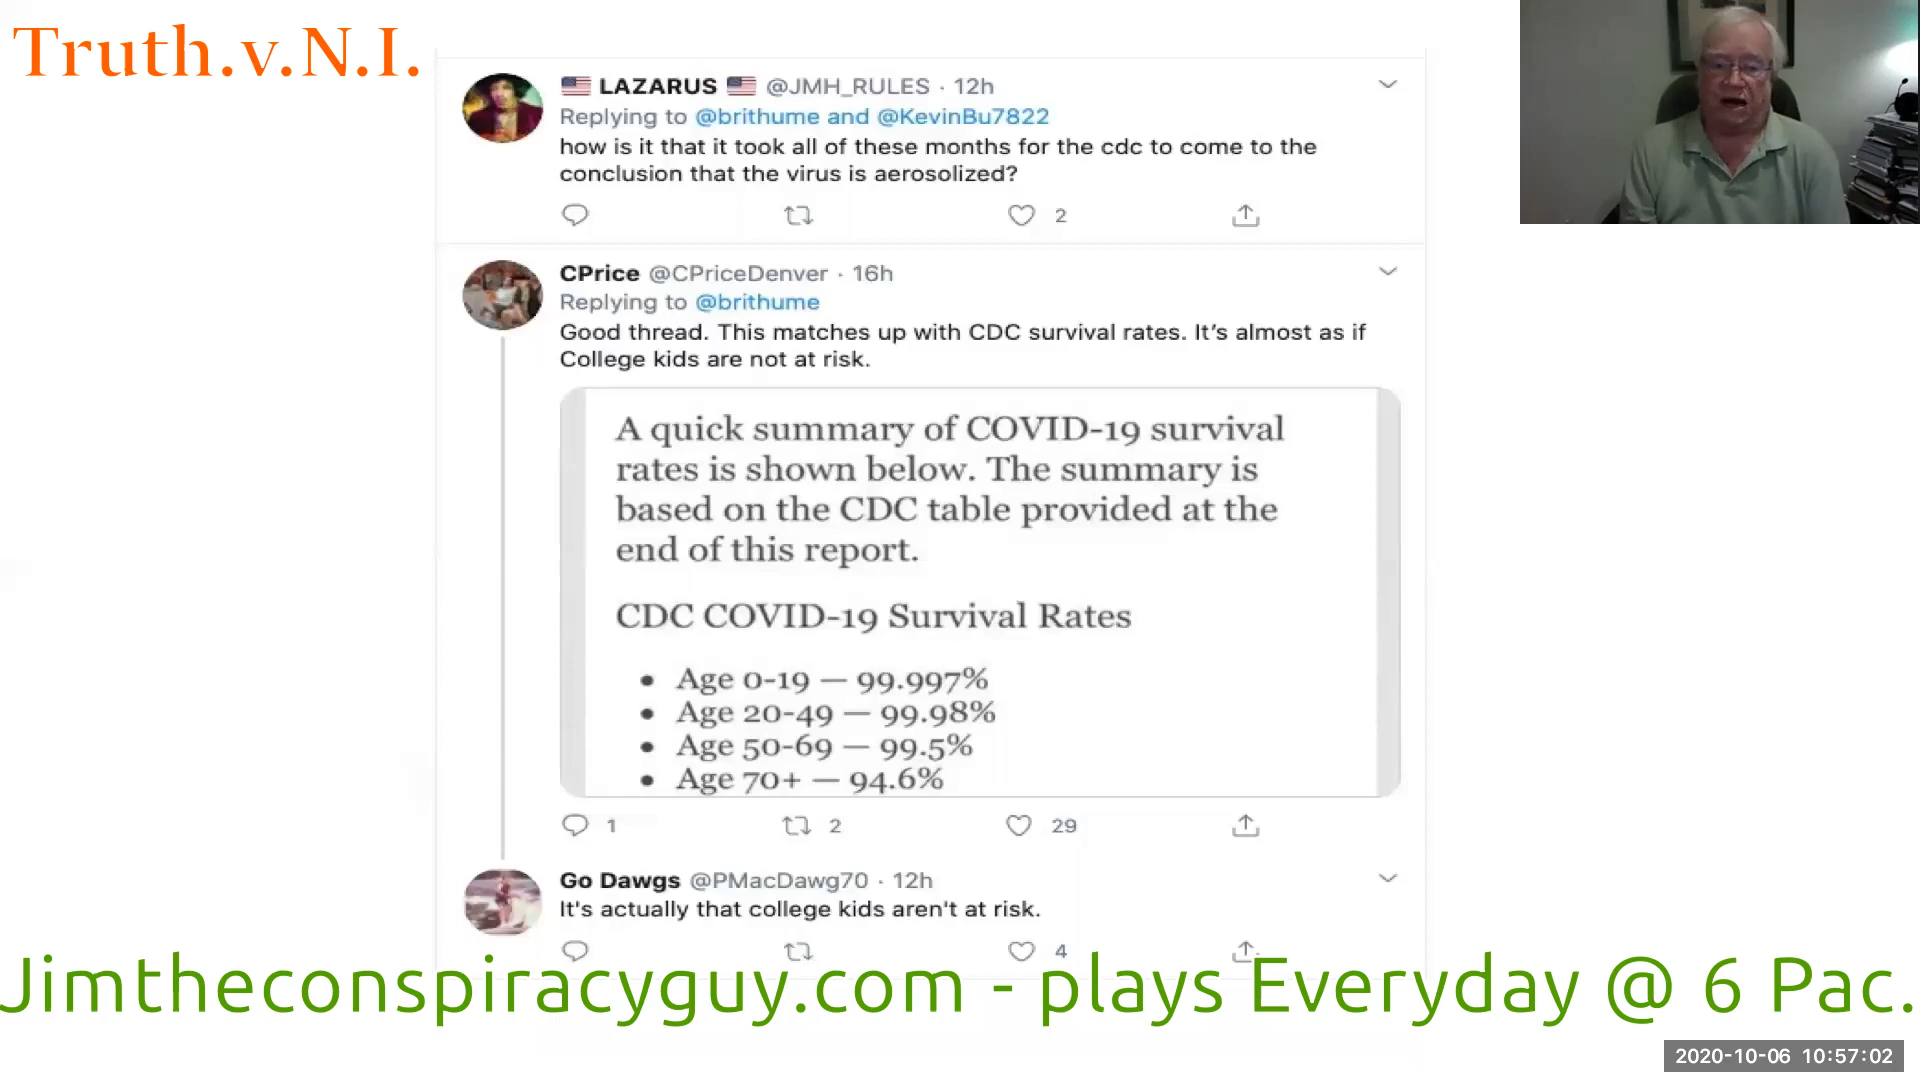 Truth.v.N.I.
LAZARUS @JMH_RULES · 12h
Replying to @brithume and @KevinBu7822
how is it that it took all of these months for the cdc to come to the
conclusion that the virus is aerosolized?
2
CPrice @CPriceDenver · 16h
Replying to @brithume
Good thread. This matches up with CDC survival rates. It’s almost as if
College kids are not at risk.
A quick summary of COVID-19 survival
rates is shown below. The summary is
based on the CDC table provided at the
end of this report.
CDC COVID-19 Survival Rates
• Age 0-19 — 99.997%
• Age 20-49 — 99.98%
• Age 50-69 — 99.5%
• Age 70+ — 94.6%
1 2 29
Go Dawgs @PMacDawg70 · 12h
It's actually that college kids aren't at risk.
4
Jimtheconspiracyguy.com - plays Everyday @ 6 Pac.
2020-10-06 10:57:02